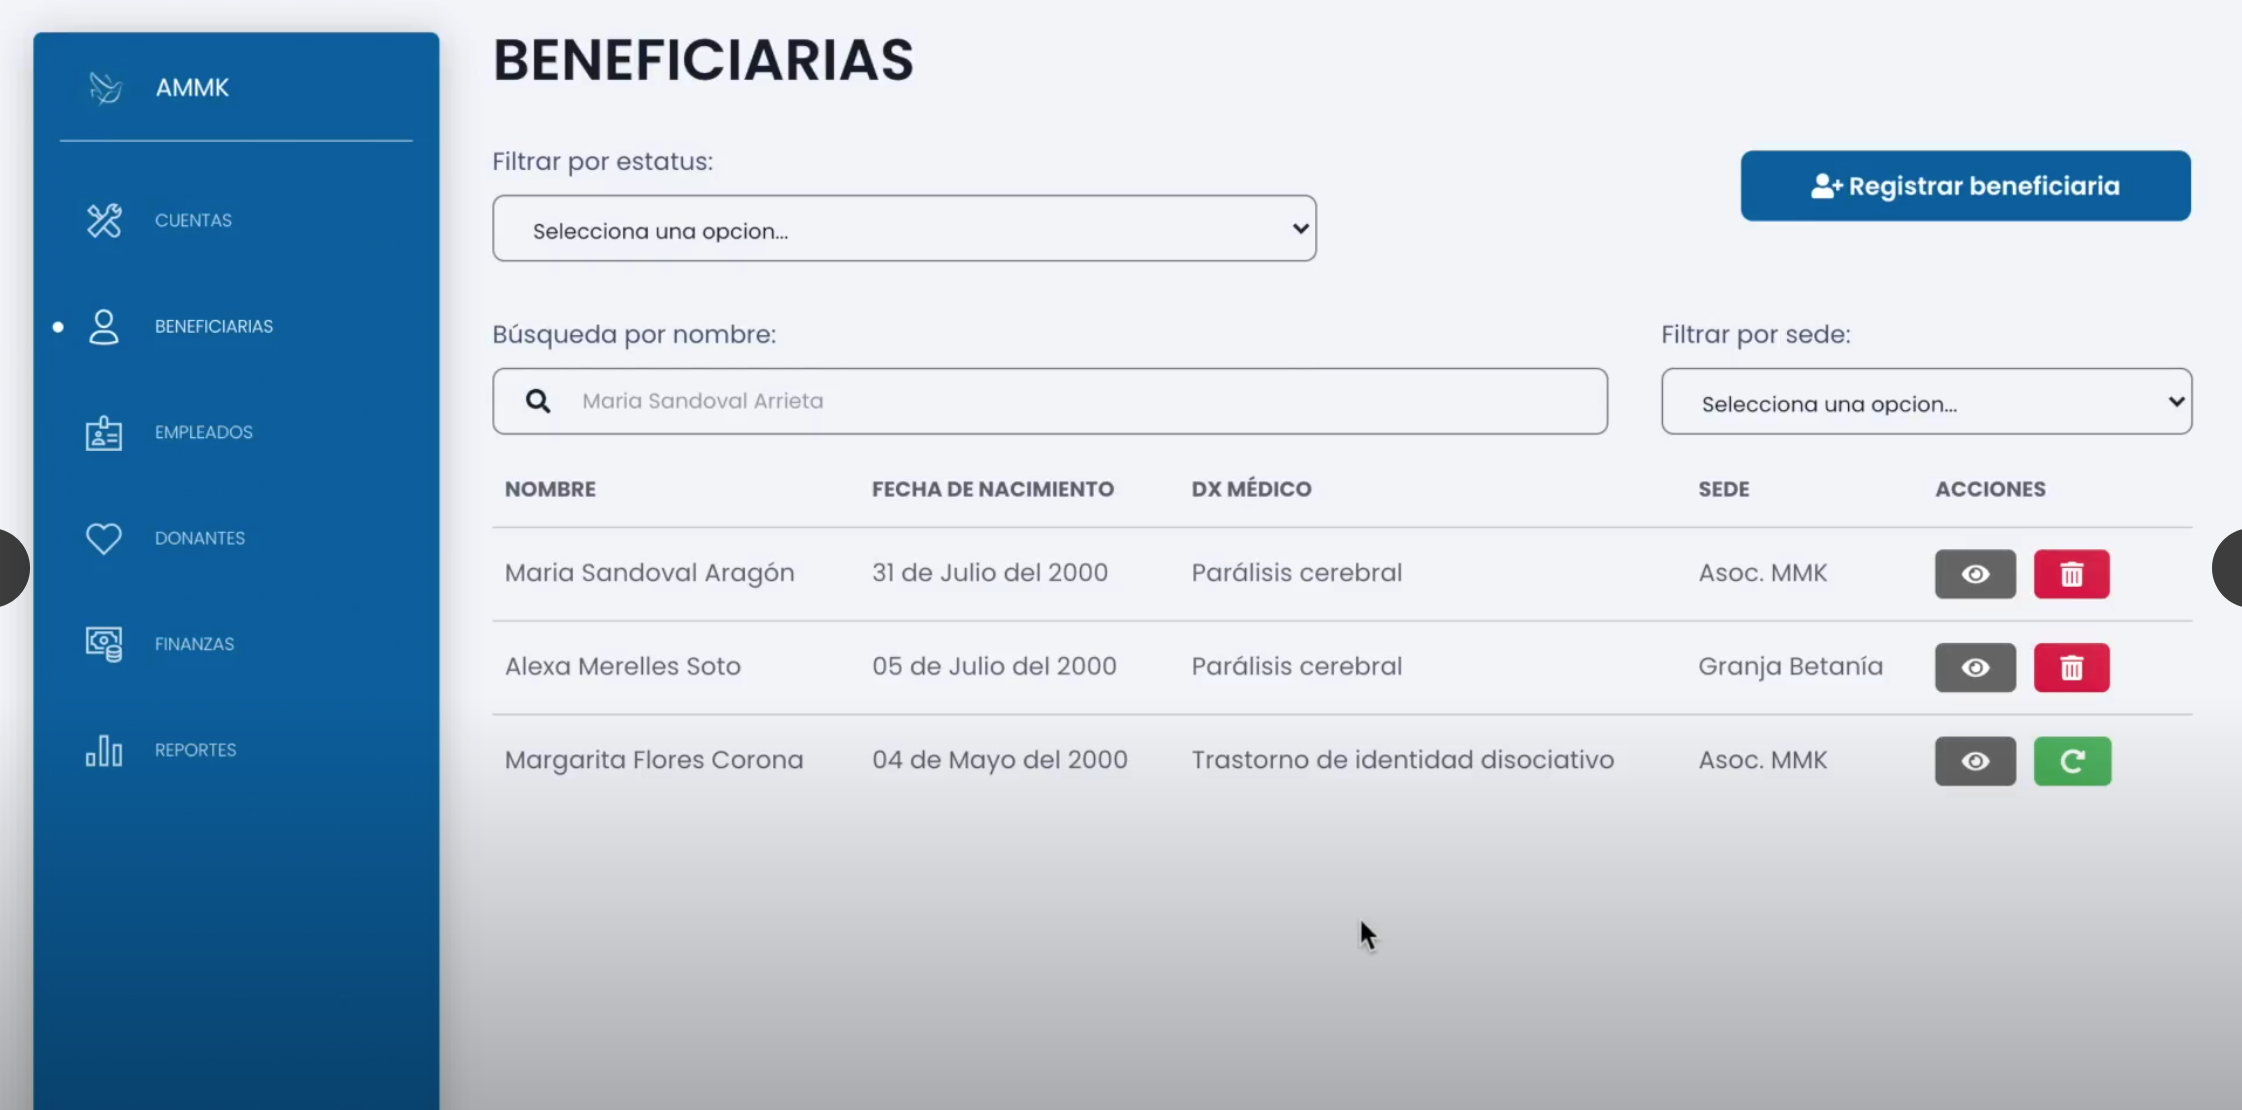 AMMK
CUENTAS
BENEFICIARIAS
EMPLEADOS
DONANTES
FINANZAS
REPORTES
BENEFICIARIAS
Filtrar por estatus:
Selecciona una opcion...
Registrar beneficiaria
Búsqueda por nombre:
Maria Sandoval Arrieta
Filtrar por sede:
Selecciona una opcion...
NOMBRE FECHA DE NACIMIENTO DX MÉDICO SEDE ACCIONES
Maria Sandoval Aragón 31 de Julio del 2000 Parálisis cerebral Asoc. MMK
Alexa Merelles Soto 05 de Julio del 2000 Parálisis cerebral Granja Betanía
Margarita Flores Corona 04 de Mayo del 2000 Trastorno de identidad disociativo Asoc. MMK